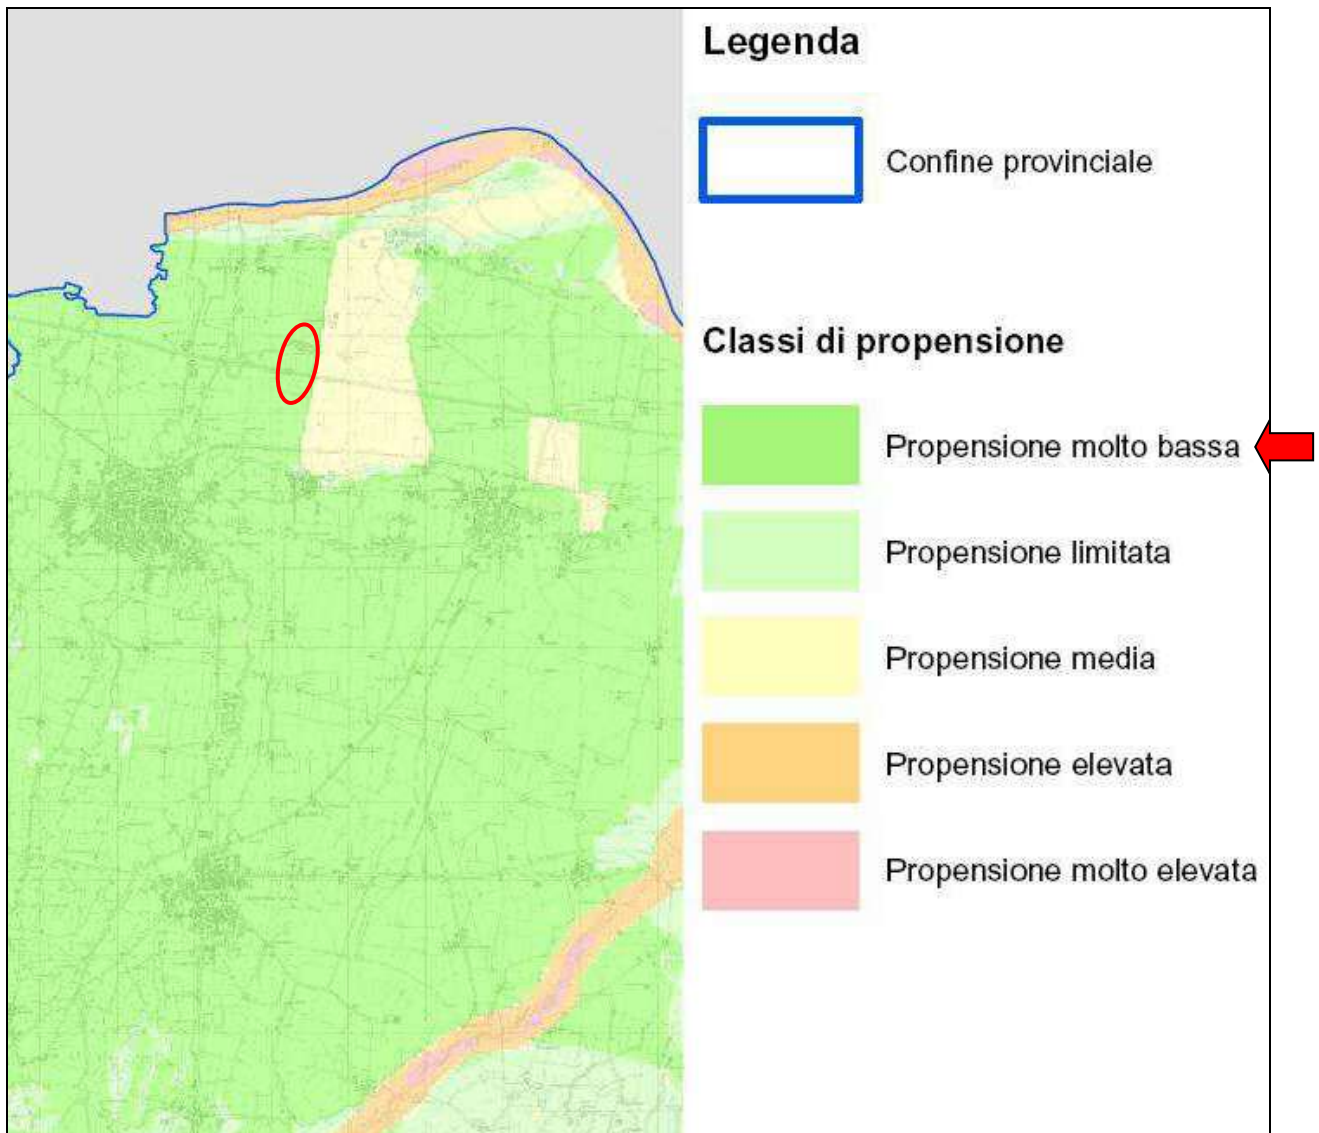 Legenda
Confine provinciale
Classi di propensione
Propensione molto bassa
Propensione limitata
Propensione media
Propensione elevata
Propensione molto elevata